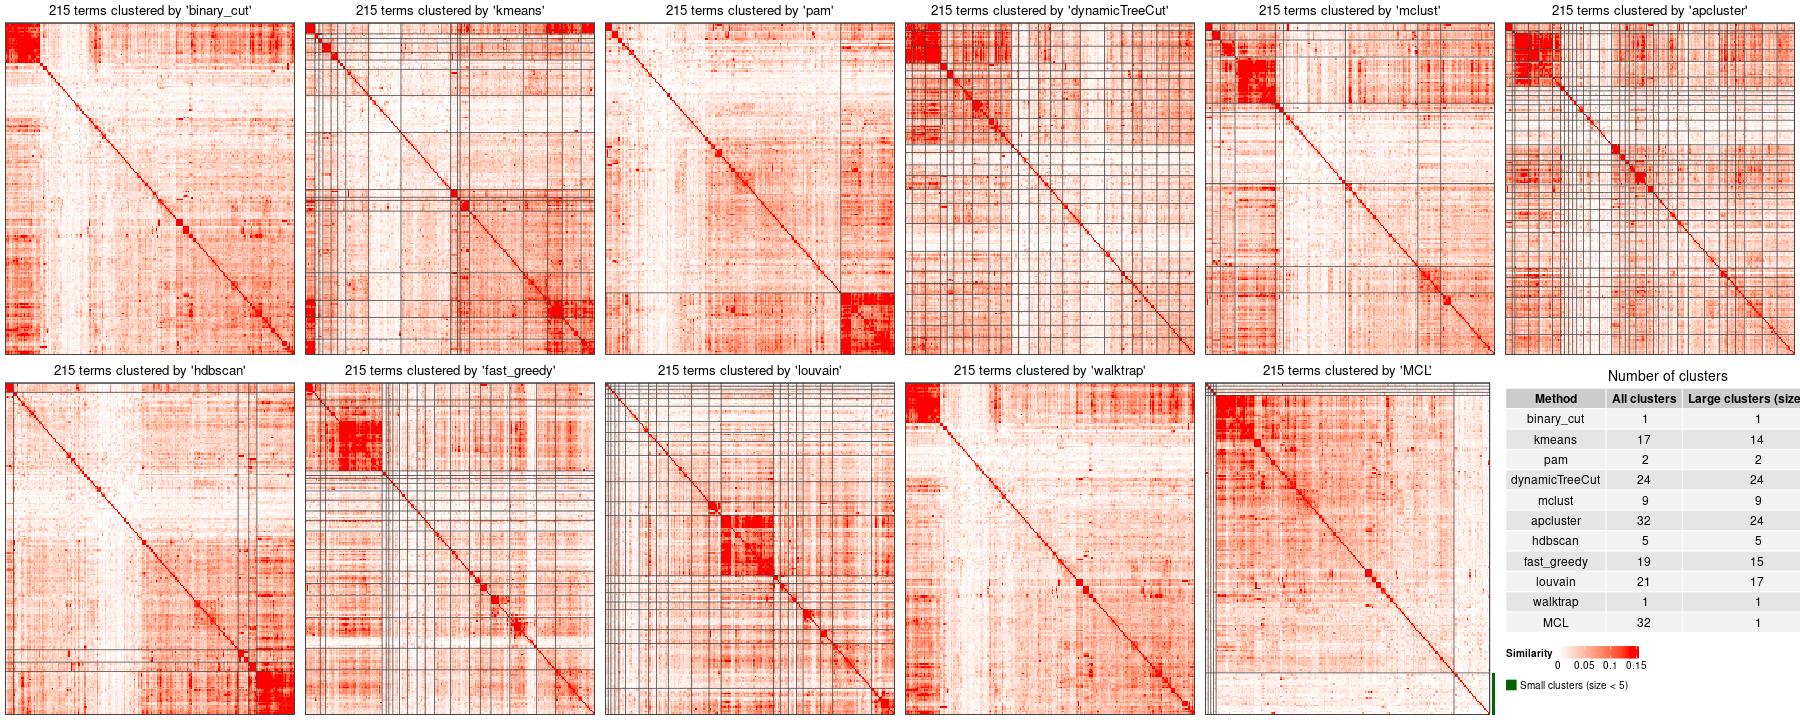 215 terms clustered by 'binary_cut'
215 terms clustered by 'kmeans'
215 terms clustered by 'pam'
215 terms clustered by 'dynamicTreeCut'
215 terms clustered by 'mclust'
215 terms clustered by 'apcluster'
215 terms clustered by 'hdbscan'
215 terms clustered by 'fast_greedy'
215 terms clustered by 'louvain'
215 terms clustered by 'walktrap'
215 terms clustered by 'MCL'
Number of clusters
Method All clusters Large clusters (size
binary_cut 1 1
kmeans 17 14
pam 2 2
dynamicTreeCut 24 24
mclust 9 9
apcluster 32 24
hdbscan 5 5
fast_greedy 19 15
louvain 21 17
walktrap 1 1
MCL 32 1
Similarity
0 0.05 0.1 0.15
Small clusters (size < 5)